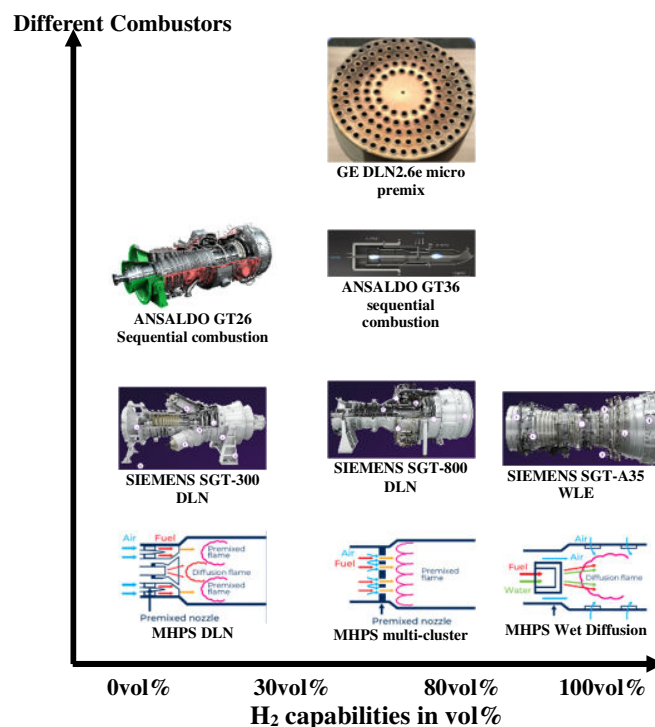 Different Combustors
GE DLN2.6e micro
premix
ANSALDO GT26
Sequential combustion
ANSALDO GT36
sequential
combustion
SIEMENS SGT-300
DLN
SIEMENS SGT-800
DLN
SIEMENS SGT-A35
WLE
Air
Fuel
Premixed
flame
Diffusion flame
Premixed
flame
Premixed nozzle
MHPS DLN
Air
Fuel
Premixed
flame
Premixed nozzle
MHPS multi-cluster
Air
Fuel
Diffusion flame
Water
MHPS Wet Diffusion
0vol% 30vol% 80vol% 100vol%
H₂ capabilities in vol%